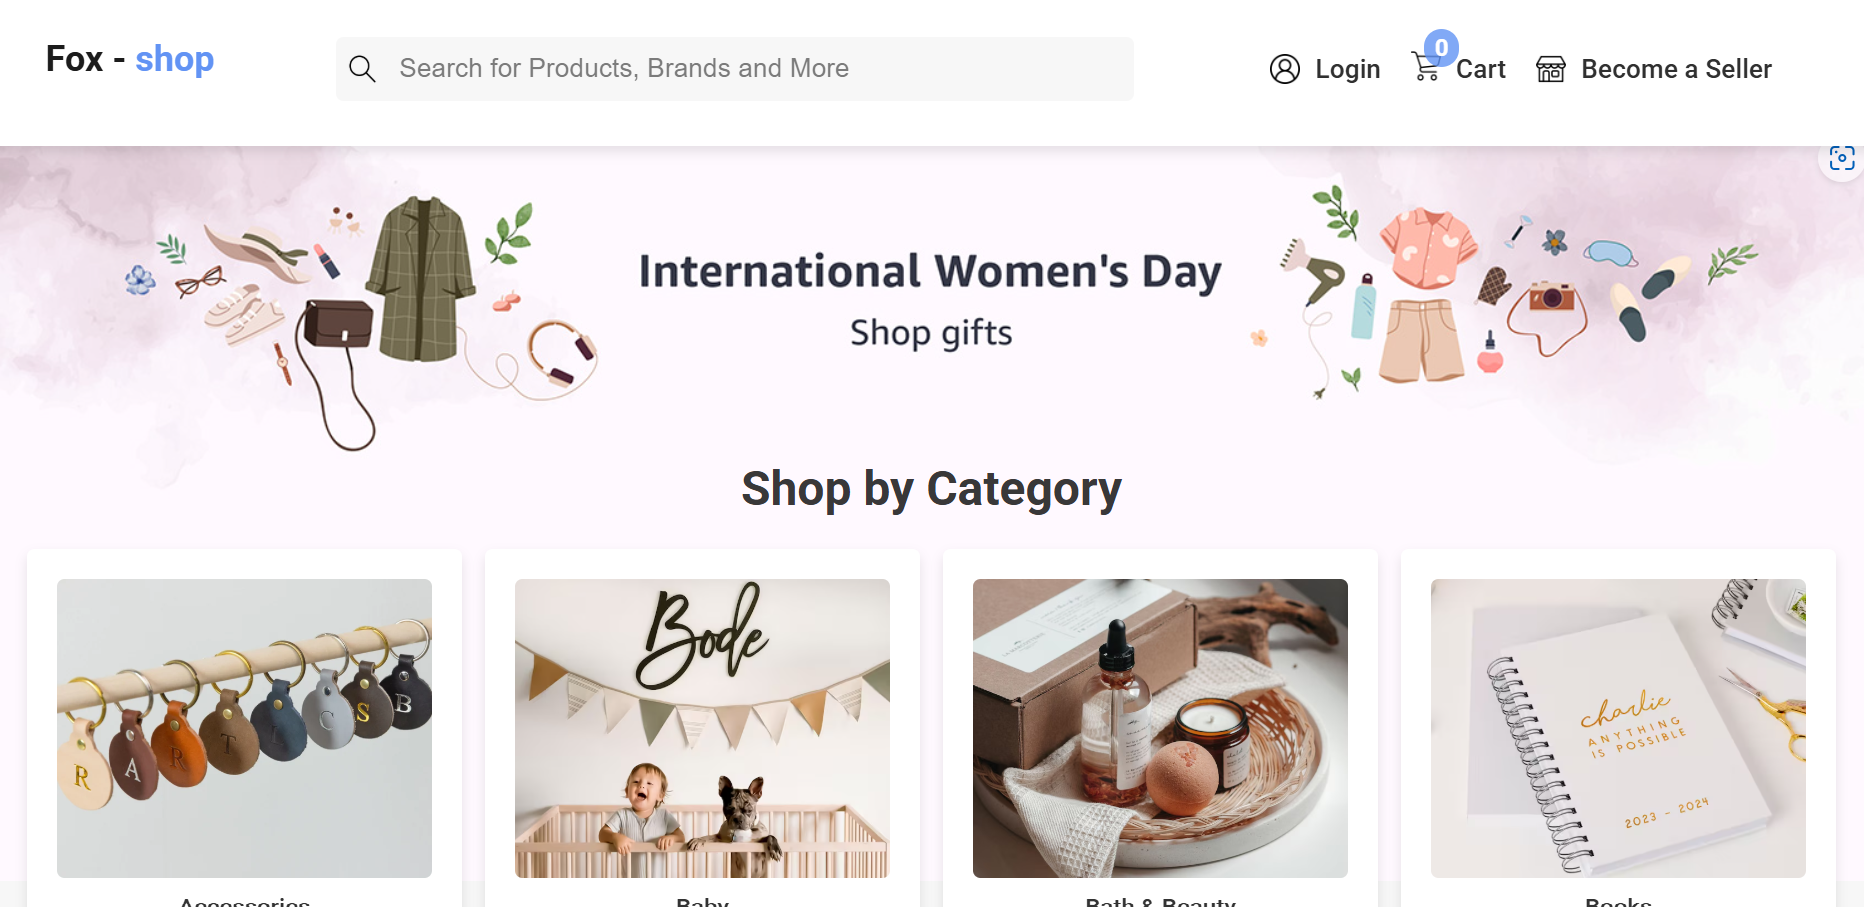 Fox - shop
Search for Products, Brands and More
Login
0
Cart
Become a Seller
International Women's Day
Shop gifts
Shop by Category
R
A
R
T
C
S
B
Bode
charlie
ANYTHING
IS POSSIBLE
2023 - 2024
Accessories
Baby
Bath & Beauty
Books